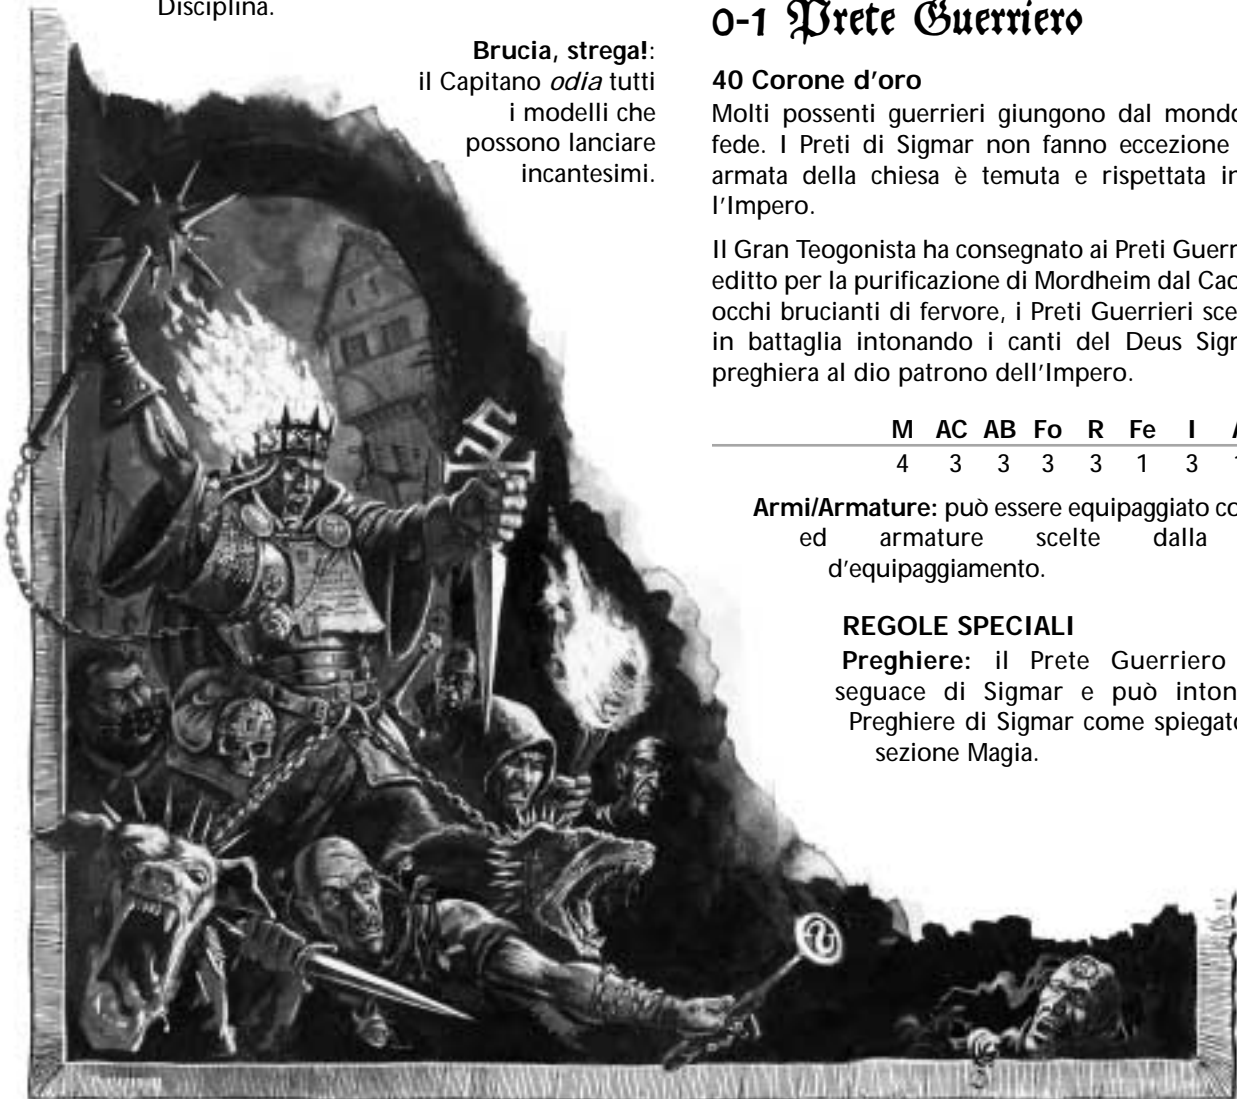 Disciplina.
Brucia, strega!:
il Capitano odia tutti
i modelli che
possono lanciare
incantesimi.
0-1 Prete Guerriero
40 Corone d'oro
Molti possenti guerrieri giungono dal mondo
fede. I Preti di Sigmar non fanno eccezione
armata della chiesa è temuta e rispettata in
l'Impero.
Il Gran Teogonista ha consegnato ai Preti Guerr
editto per la purificazione di Mordheim dal Cao
occhi brucianti di fervore, i Preti Guerrieri sce
in battaglia intonando i canti del Deus Sigm
preghiera al dio patrono dell'Impero.
M AC AB Fo R Fe I A
4 3 3 3 3 1 3 1
Armi/Armature: può essere equipaggiato co
ed armature scelte dalla
d'equipaggiamento.
REGOLE SPECIALI
Preghiere: il Prete Guerriero
seguace di Sigmar e può inton
Preghiere di Sigmar come spiegato
sezione Magia.